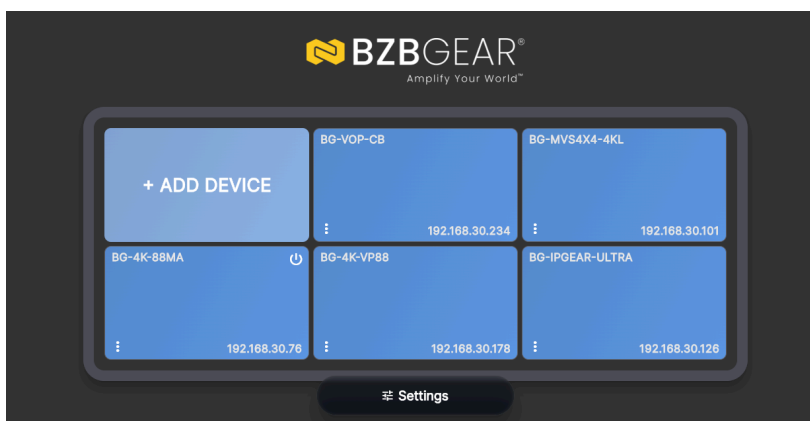 BZBGEAR®
Amplify Your World™
+ ADD DEVICE
BG-VOP-CB
192.168.30.234
BG-MVS4X4-4KL
192.168.30.101
BG-4K-88MA
192.168.30.76
BG-4K-VP88
192.168.30.178
BG-IPGEAR-ULTRA
192.168.30.126
Settings